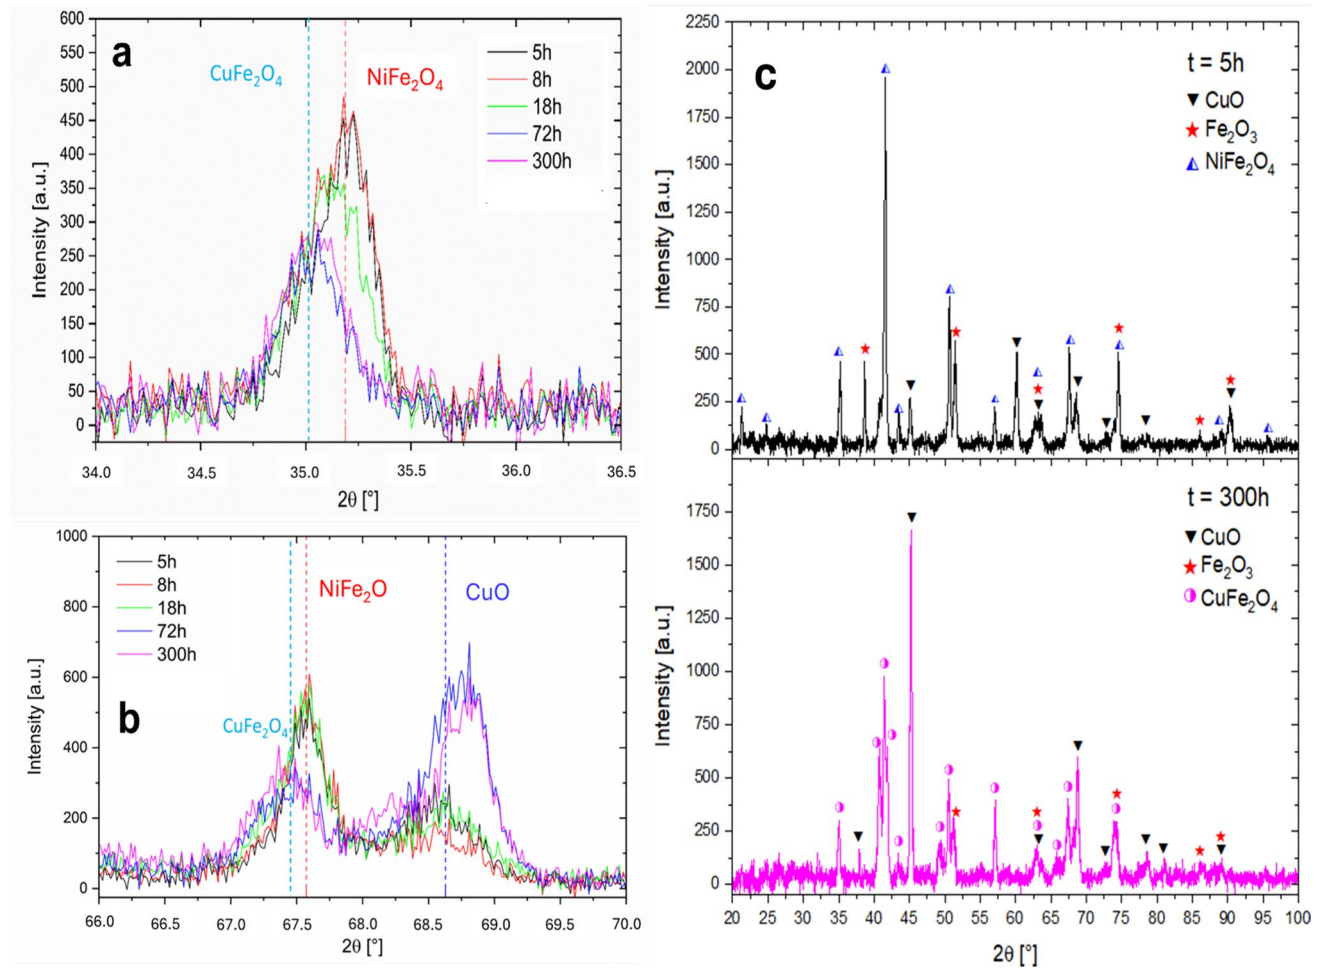 a
CuFe₂O₄
NiFe₂O₄
5h
8h
18h
72h
300h
600
550
500
450
400
350
300
250
200
150
100
50
0
Intensity [a.u.]
34.0 34.5 35.0 35.5 36.0 36.5
2θ [°]
b
5h
8h
18h
72h
300h
NiFe₂O
CuO
CuFe₂O₄
1000
800
600
400
200
0
Intensity [a.u.]
66.0 66.5 67.0 67.5 68.0 68.5 69.0 69.5 70.0
2θ [°]
c
t = 5h
CuO
Fe₂O₃
NiFe₂O₄
2250
2000
1750
1500
1250
1000
750
500
250
0
Intensity [a.u.]
t = 300h
CuO
Fe₂O₃
CuFe₂O₄
1750
1500
1250
1000
750
500
250
0
Intensity [a.u.]
20 25 30 35 40 45 50 55 60 65 70 75 80 85 90 95 100
2θ [°]